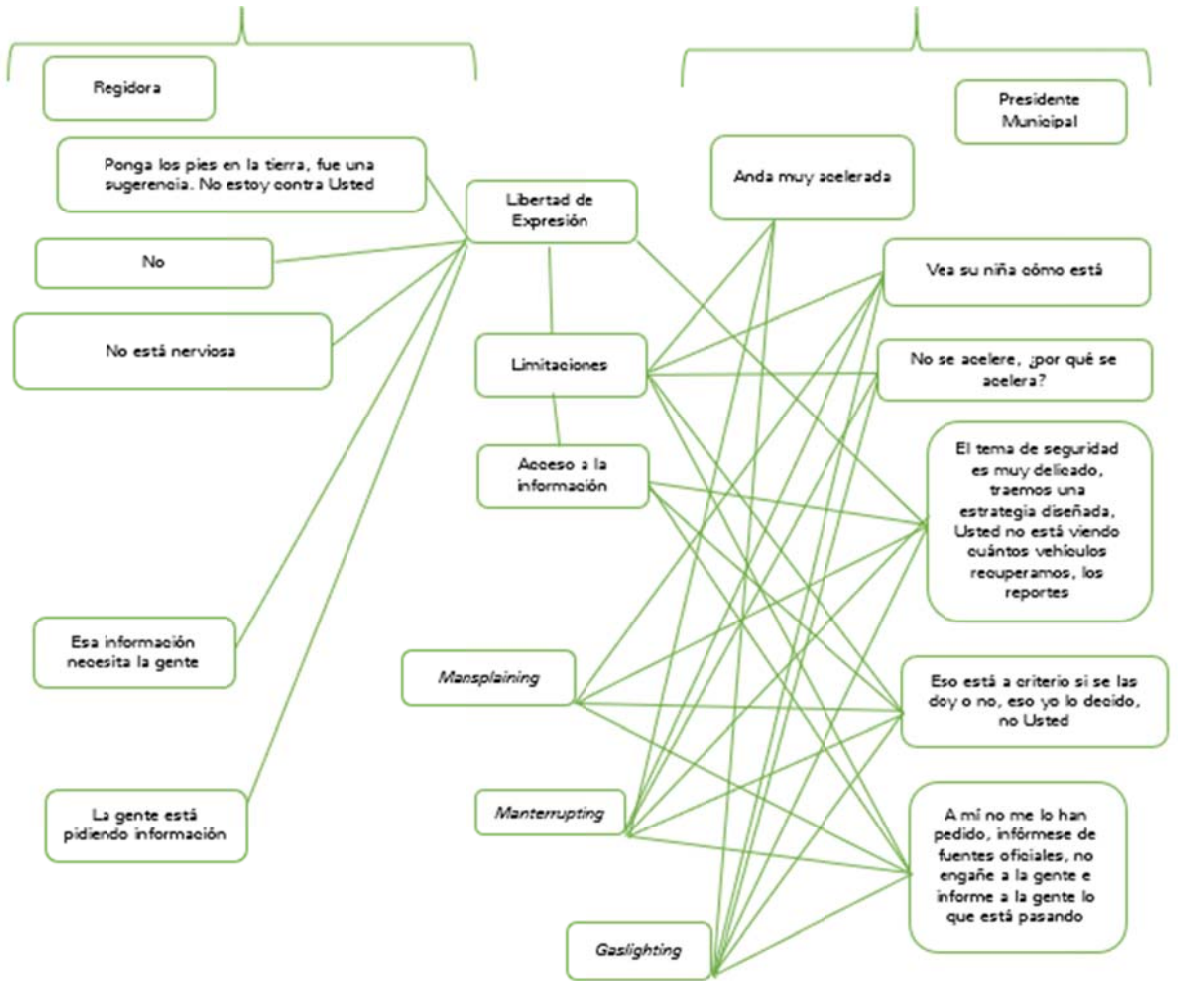 Regidora
Ponga los pies en la tierra, fue una
sugerencia. No estoy contra Usted
No
No está nerviosa
Esa información
necesita la gente
La gente está
pidiendo información
Libertad de
Expresión
Limitaciones
Acceso a la
información
Mansplaining
Manterrupting
Gaslighting
Presidente
Municipal
Anda muy acelerada
Vea su niña cómo está
No se acelere, ¿por qué se
acelera?
El tema de seguridad
es muy delicado,
traemos una
estrategia diseñada,
Usted no está viendo
cuántos vehículos
recuperamos, los
reportes
Eso está a criterio si se las
doy o no, eso yo lo decido,
no Usted
A mí no me lo han
pedido, infórmese de
fuentes oficiales, no
engañe a la gente e
informe a la gente lo
que está pasando